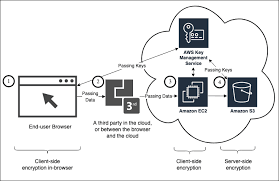 Passing Keys
AWS Key
Management
Service
Passing Keys
1
2
3
4
Passing
Data
3rd
Passing Data
Passing
Data
End-user Browser
A third party in the cloud,
or between the browser
and the cloud
Amazon EC2
Amazon S3
Client-side
encryption in-browser
Client-side
encryption
Server-side
encryption